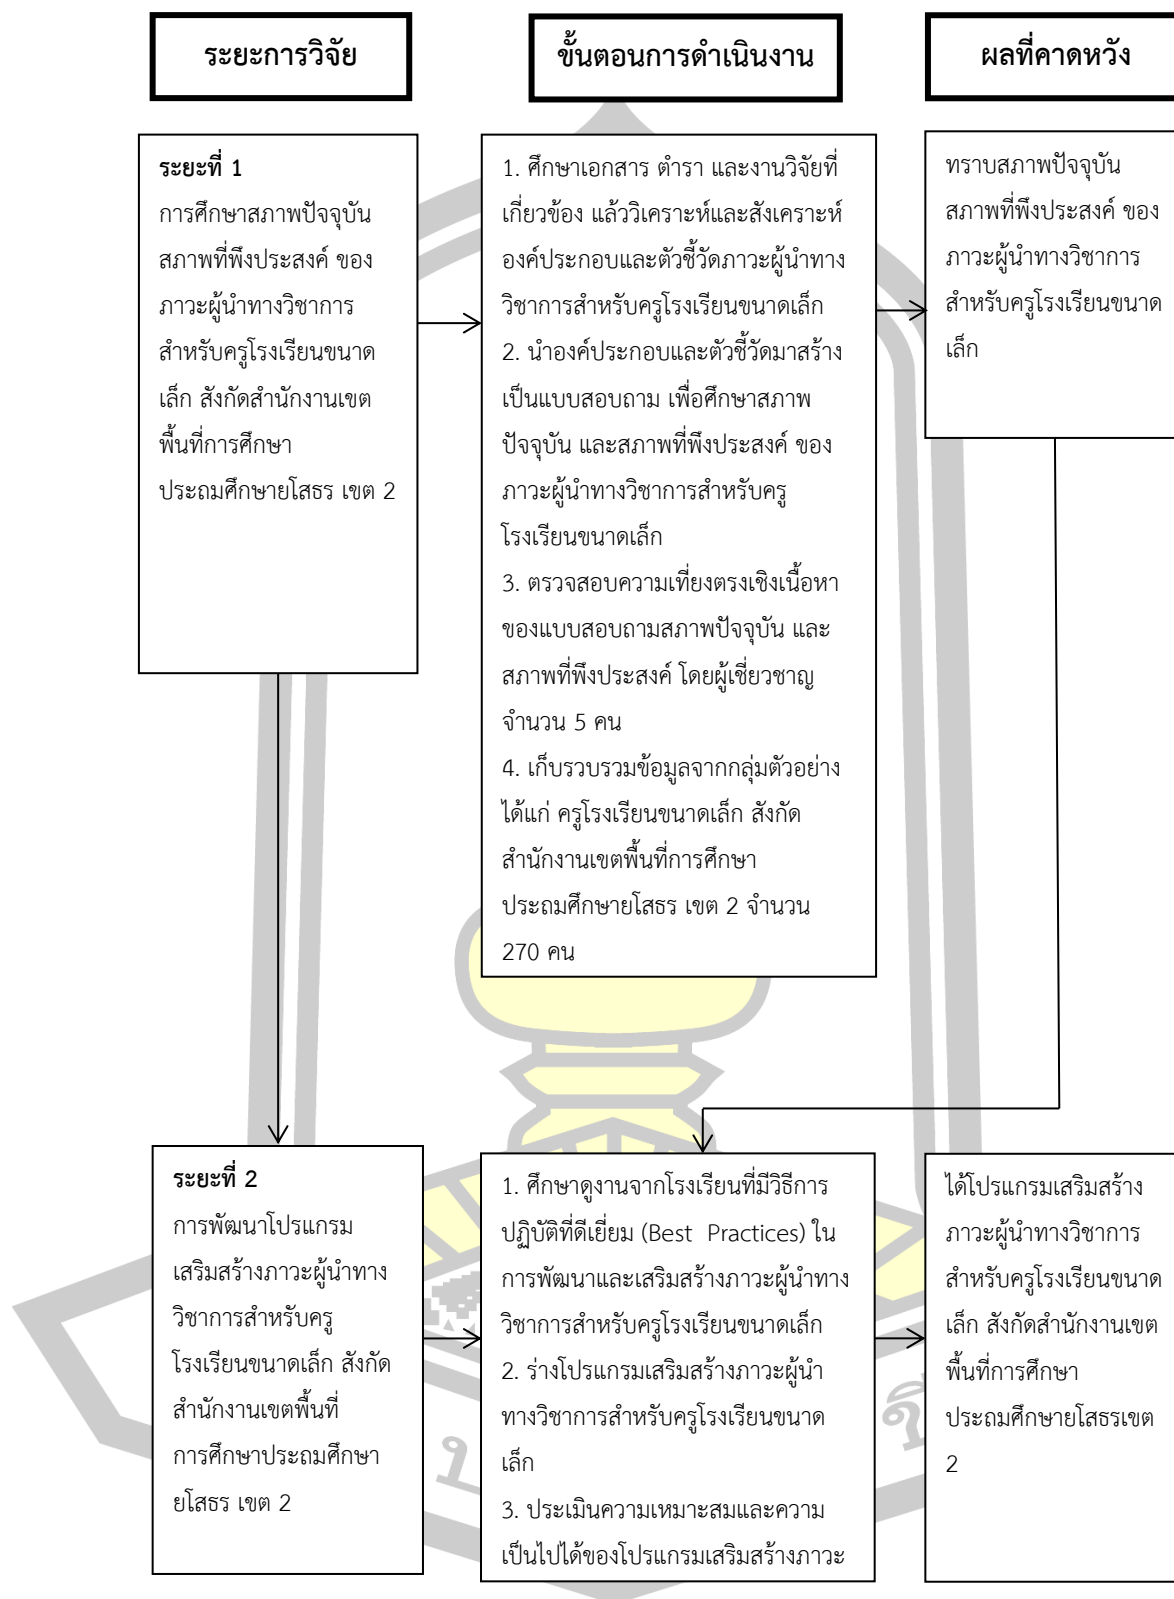 ระยะการวิจัย
ขั้นตอนการดำเนินงาน
ผลที่คาดหวัง
ระยะที่ 1
การศึกษาสภาพปัจจุบัน
สภาพที่พึงประสงค์ ของ
ภาวะผู้นำทางวิชาการ
สำหรับครูโรงเรียนขนาด
เล็ก สังกัดสำนักงานเขต
พื้นที่การศึกษา
ประถมศึกษายโสธร เขต 2
1. ศึกษาเอกสาร ตำรา และงานวิจัยที่
เกี่ยวข้อง แล้ววิเคราะห์และสังเคราะห์
องค์ประกอบและตัวชี้วัดภาวะผู้นำทาง
วิชาการสำหรับครูโรงเรียนขนาดเล็ก
2. นำองค์ประกอบและตัวชี้วัดมาสร้าง
เป็นแบบสอบถาม เพื่อศึกษาสภาพ
ปัจจุบัน และสภาพที่พึงประสงค์ ของ
ภาวะผู้นำทางวิชาการสำหรับครู
โรงเรียนขนาดเล็ก
3. ตรวจสอบความเที่ยงตรงเชิงเนื้อหา
ของแบบสอบถามสภาพปัจจุบัน และ
สภาพที่พึงประสงค์ โดยผู้เชี่ยวชาญ
จำนวน 5 คน
4. เก็บรวบรวมข้อมูลจากกลุ่มตัวอย่าง
ได้แก่ ครูโรงเรียนขนาดเล็ก สังกัด
สำนักงานเขตพื้นที่การศึกษา
ประถมศึกษายโสธร เขต 2 จำนวน
270 คน
ทราบสภาพปัจจุบัน
สภาพที่พึงประสงค์ ของ
ภาวะผู้นำทางวิชาการ
สำหรับครูโรงเรียนขนาด
เล็ก
ระยะที่ 2
การพัฒนาโปรแกรม
เสริมสร้างภาวะผู้นำทาง
วิชาการสำหรับครู
โรงเรียนขนาดเล็ก สังกัด
สำนักงานเขตพื้นที่
การศึกษาประถมศึกษา
ยโสธร เขต 2
1. ศึกษาดูงานจากโรงเรียนที่มีวิธีการ
ปฏิบัติที่ดีเยี่ยม (Best Practices) ใน
การพัฒนาและเสริมสร้างภาวะผู้นำทาง
วิชาการสำหรับครูโรงเรียนขนาดเล็ก
2. ร่างโปรแกรมเสริมสร้างภาวะผู้นำ
ทางวิชาการสำหรับครูโรงเรียนขนาด
เล็ก
3. ประเมินความเหมาะสมและความ
เป็นไปได้ของโปรแกรมเสริมสร้างภาวะ
ได้โปรแกรมเสริมสร้าง
ภาวะผู้นำทางวิชาการ
สำหรับครูโรงเรียนขนาด
เล็ก สังกัดสำนักงานเขต
พื้นที่การศึกษา
ประถมศึกษายโสธรเขต
2